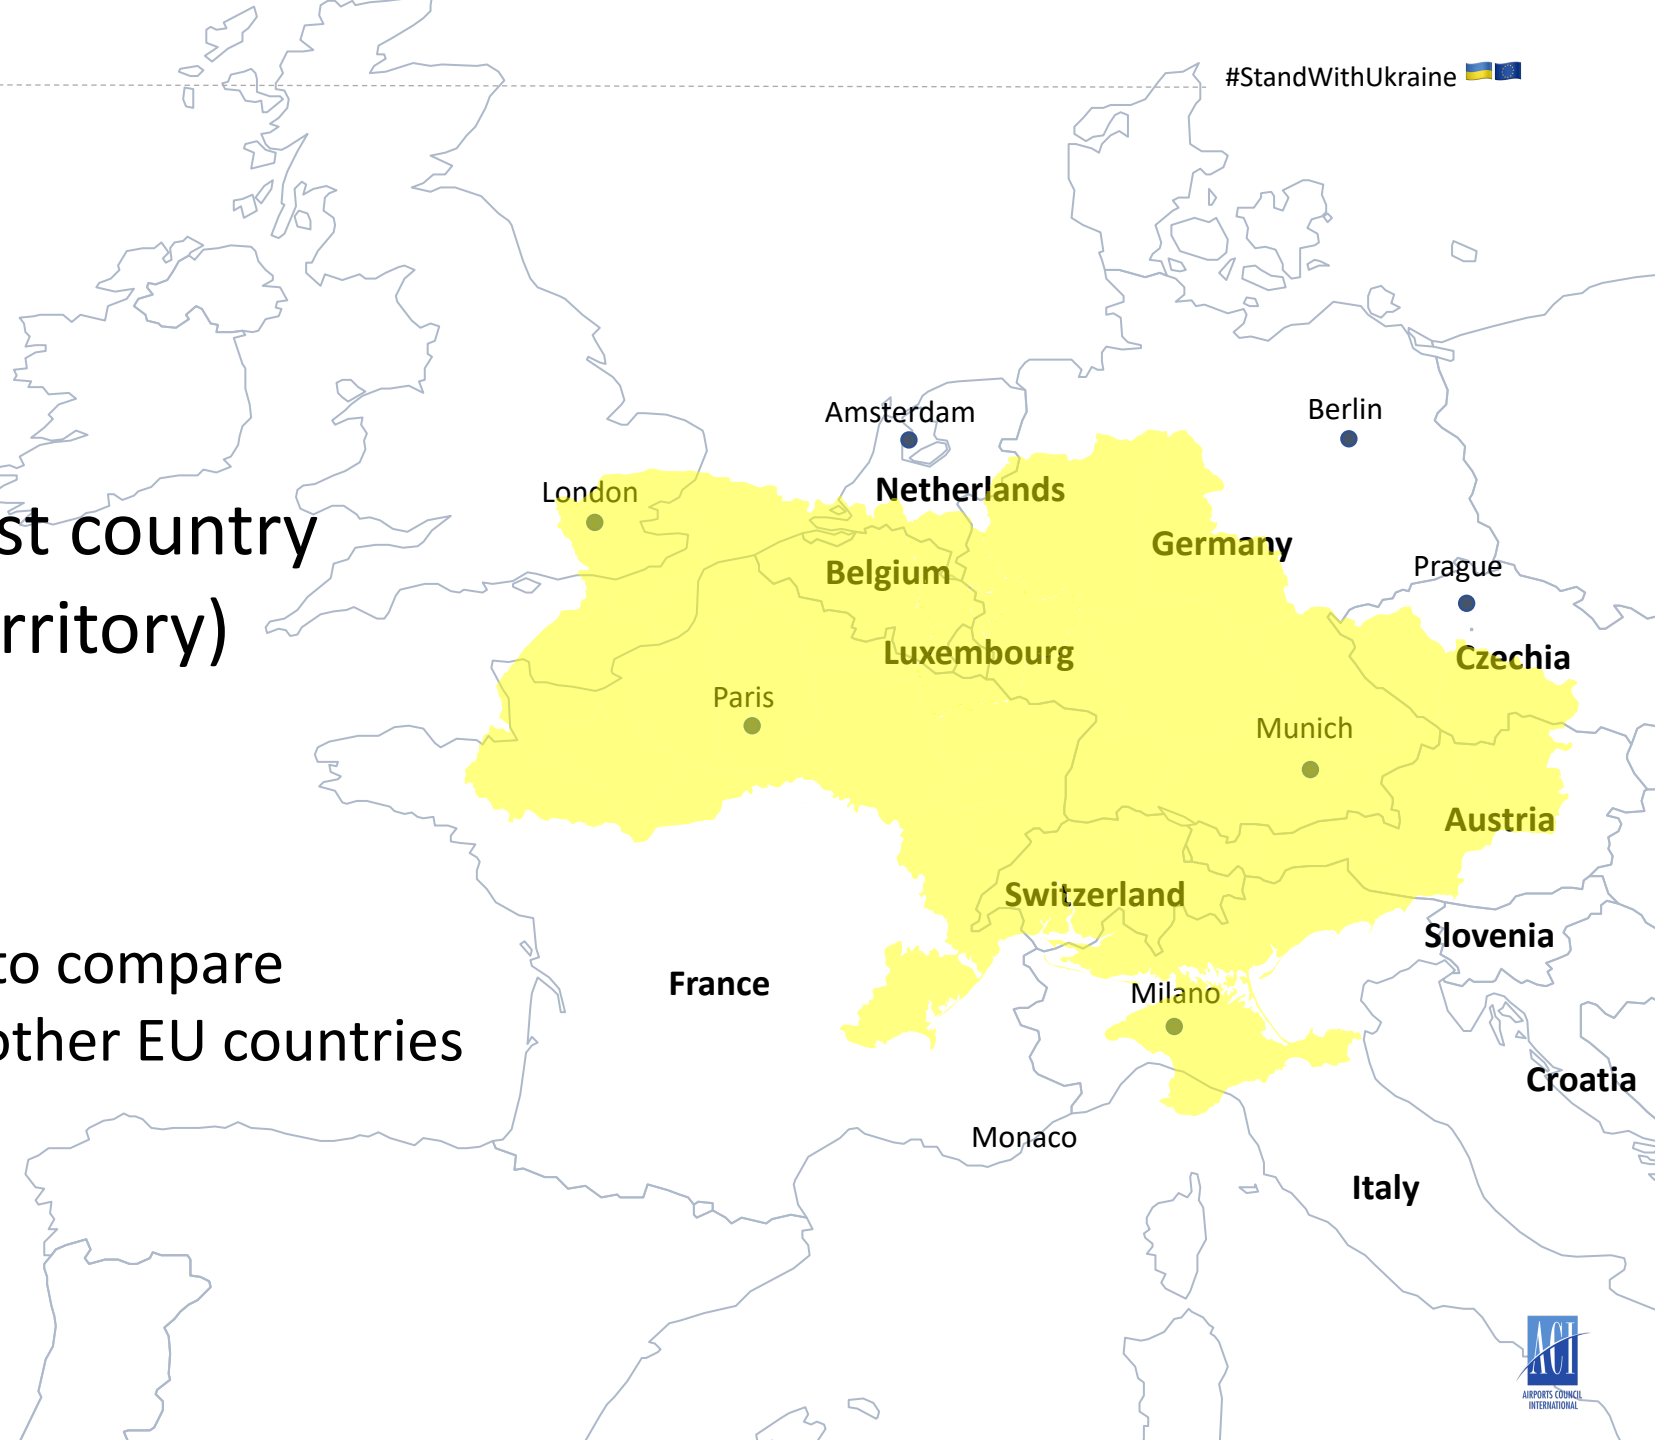 #StandWithUkraine
Amsterdam
Berlin
Netherlands
London
st country
Germany
Prague
Belgium
rritory)
Luxembourg
Czechia
Paris
Munich
Austria
Switzerland
Slovenia
to compare
France
Milano
other EU countries
Croatia
Monaco
Italy
ACI
AIRPORTS COUNCIL
INTERNATIONAL